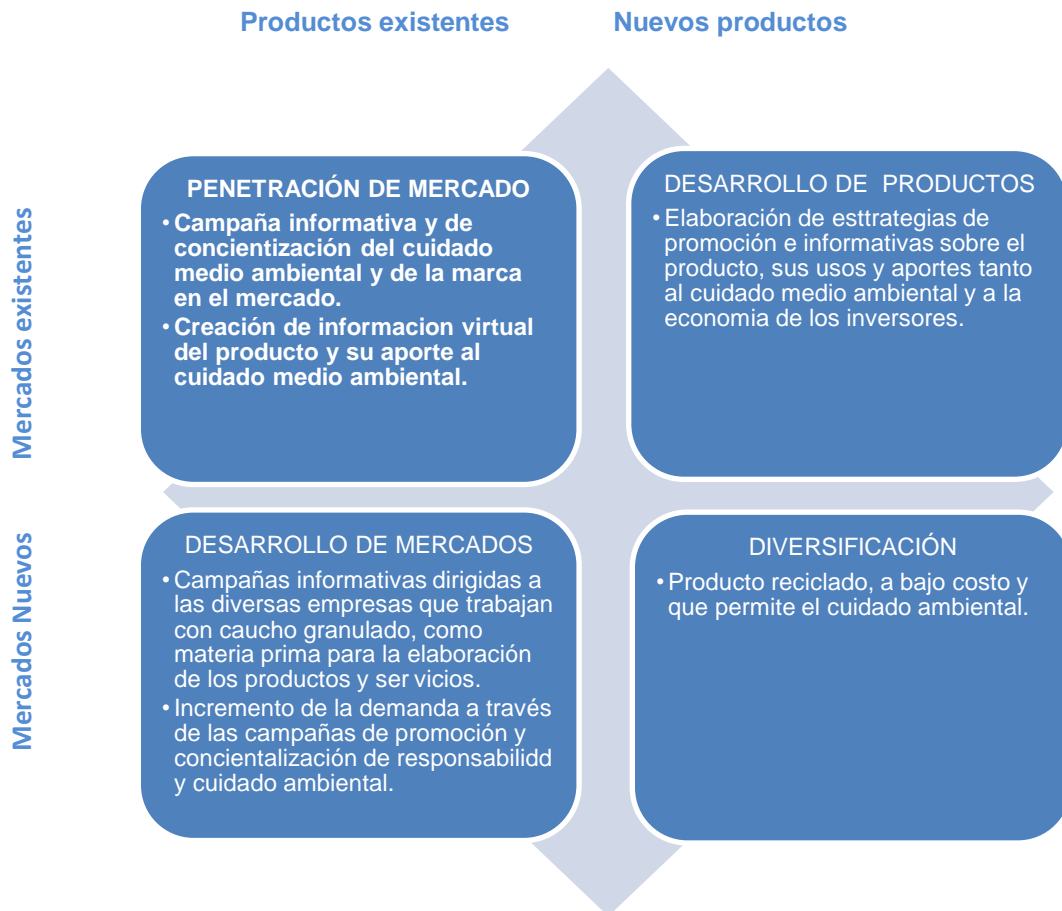 Productos existentes
Nuevos productos
Mercados existentes
PENETRACIÓN DE MERCADO
• Campaña informativa y de
concientización del cuidado
medio ambiental y de la marca
en el mercado.
• Creación de informacion virtual
del producto y su aporte al
cuidado medio ambiental.
DESARROLLO DE PRODUCTOS
• Elaboración de esttrategias de
promoción e informativas sobre el
producto, sus usos y aportes tanto
al cuidado medio ambiental y a la
economia de los inversores.
Mercados Nuevos
DESARROLLO DE MERCADOS
• Campañas informativas dirigidas a
las diversas empresas que trabajan
con caucho granulado, como
materia prima para la elaboración
de los productos y ser vicios.
• Incremento de la demanda a través
de las campañas de promoción y
concientalización de responsabilidd
y cuidado ambiental.
DIVERSIFICACIÓN
• Producto reciclado, a bajo costo y
que permite el cuidado ambiental.